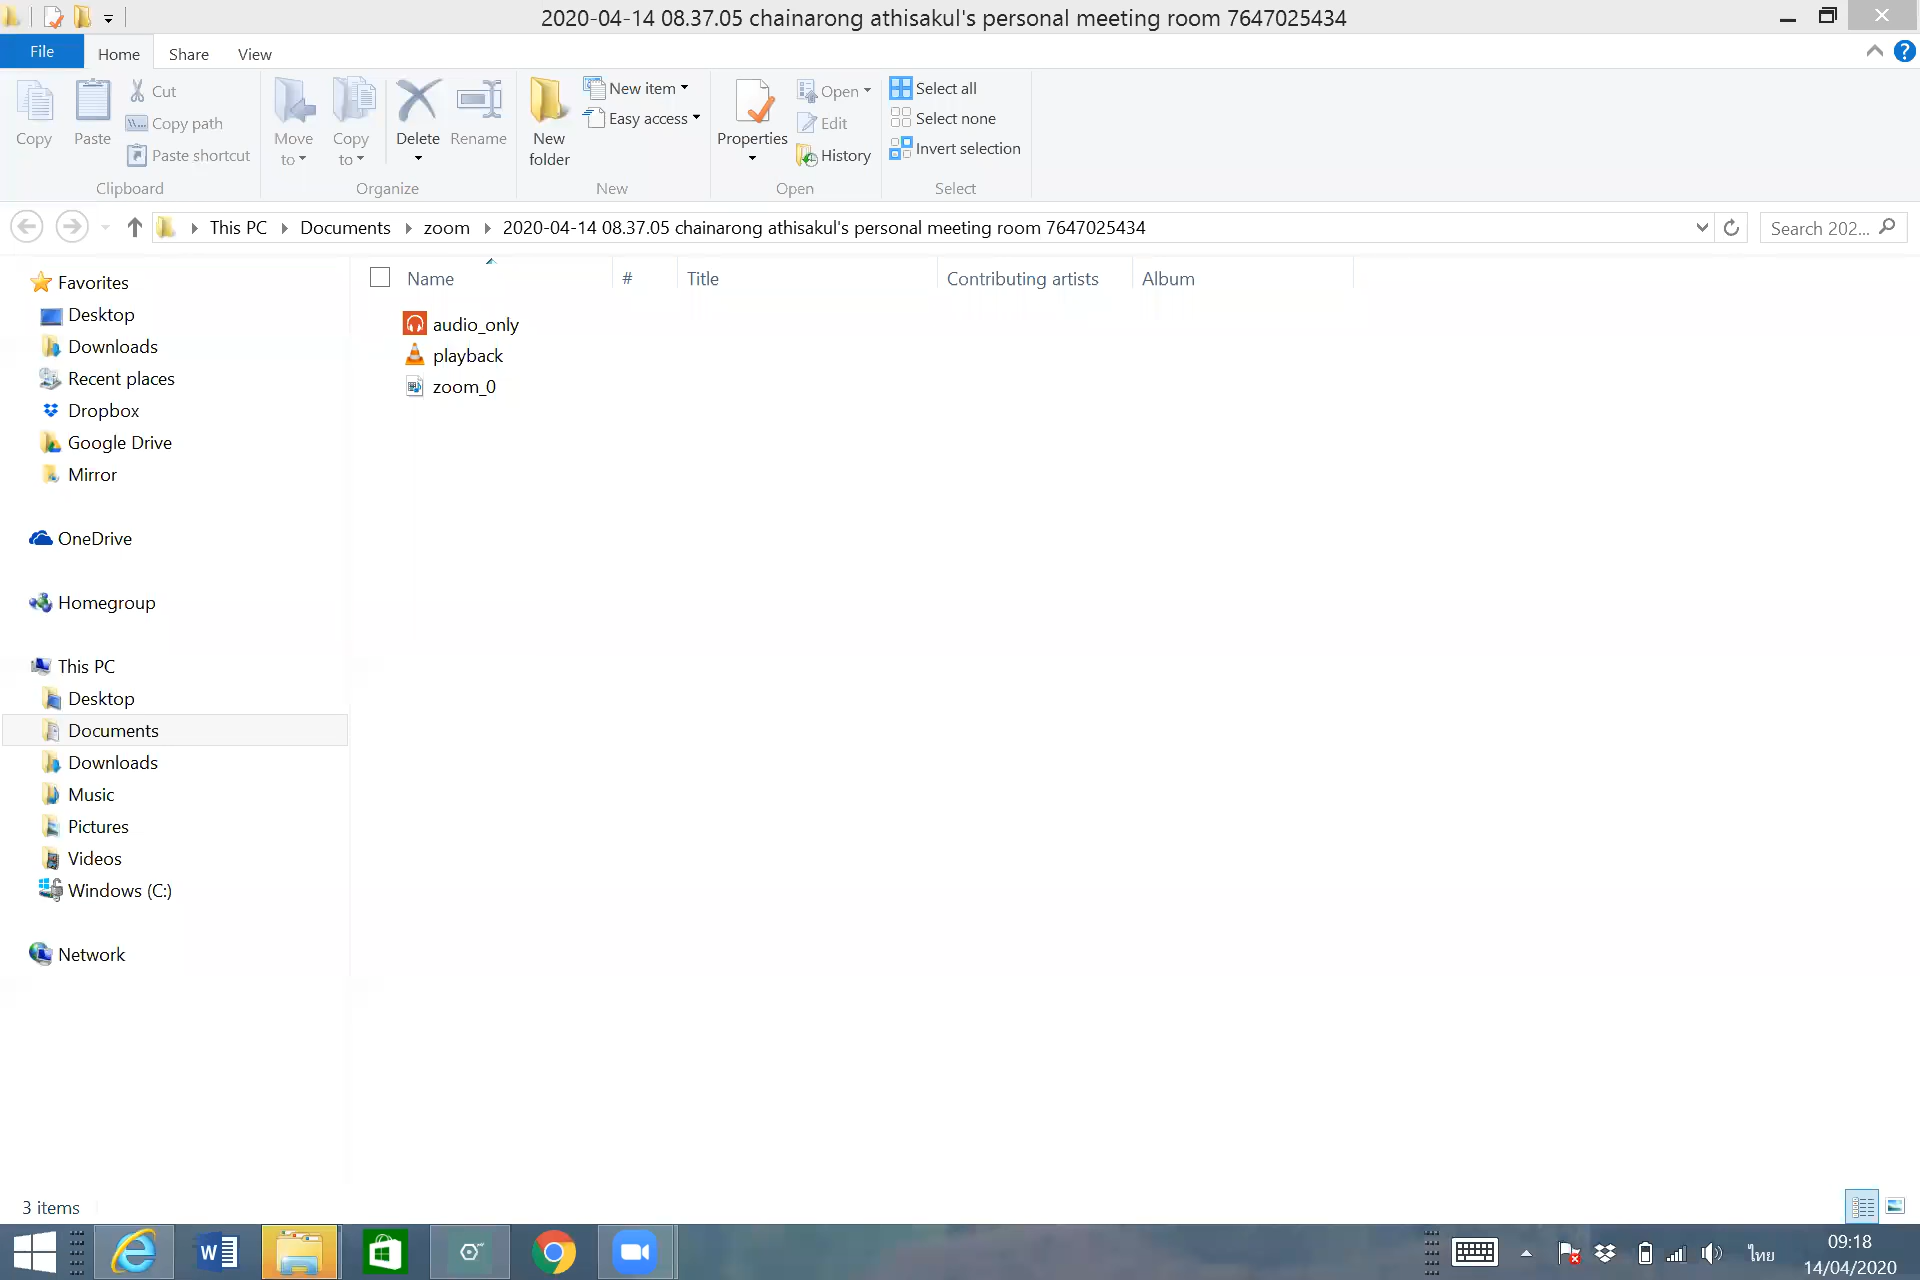 2020-04-14 08.37.05 chainarong athisakul's personal meeting room 7647025434
File
Home
Share
View
Copy
Paste
Cut
Copy path
Paste shortcut
Clipboard
Move to
Copy to
Delete
Rename
Organize
New folder
New item
Easy access
New
Properties
Open
Edit
History
Open
Select all
Select none
Invert selection
Select
This PC
Documents
zoom
2020-04-14 08.37.05 chainarong athisakul's personal meeting room 7647025434
Search 202...
Favorites
Desktop
Downloads
Recent places
Dropbox
Google Drive
Mirror
OneDrive
Homegroup
This PC
Desktop
Documents
Downloads
Music
Pictures
Videos
Windows (C:)
Network
Name
#
Title
Contributing artists
Album
audio_only
playback
zoom_0
3 items
ไทย
09:18
14/04/2020